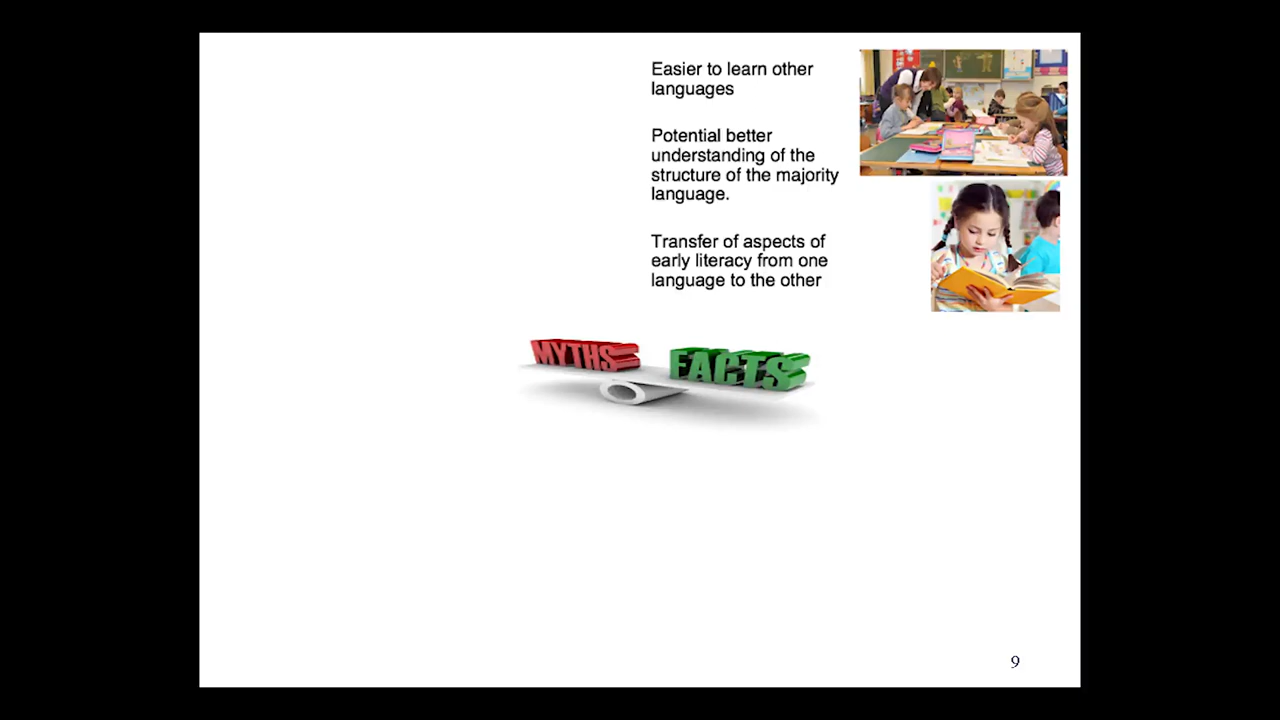 Easier to learn other
languages
Potential better
understanding of the
structure of the majority
language.
Transfer of aspects of
early literacy from one
language to the other
MYTHS
FACTS
9